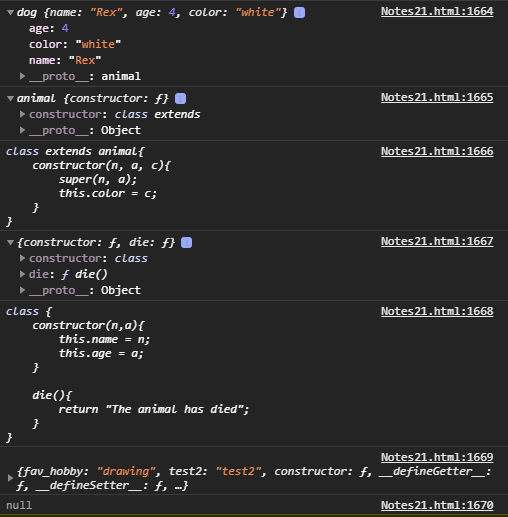 dog {name: "Rex", age: 4, color: "white"} i Notes21.html:1664
age: 4
color: "white"
name: "Rex"
__proto__: animal
animal {constructor: ƒ} i Notes21.html:1665
constructor: class extends
__proto__: Object
class extends animal{ Notes21.html:1666
constructor(n, a, c){
super(n, a);
this.color = c;
}
}
{constructor: ƒ, die: ƒ} i Notes21.html:1667
constructor: class
die: ƒ die()
__proto__: Object
class { Notes21.html:1668
constructor(n,a){
this.name = n;
this.age = a;
}
die(){
return "The animal has died";
}
}
Notes21.html:1669
{fav_hobby: "drawing", test2: "test2", constructor: ƒ, __defineGetter__:
ƒ, __defineSetter__: ƒ, …}
null Notes21.html:1670